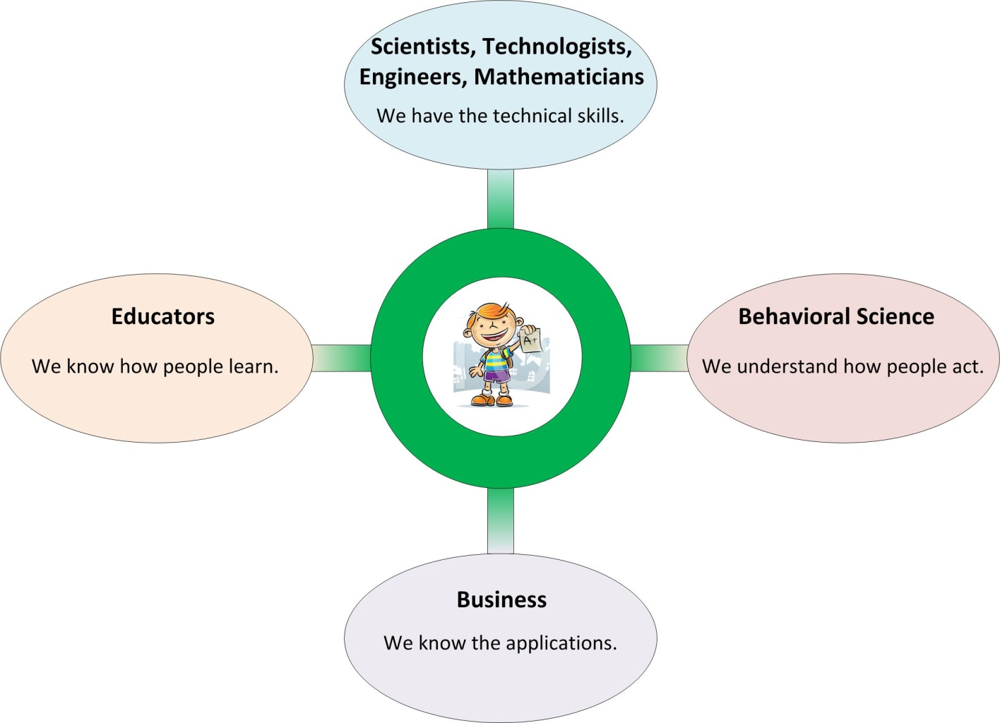 Scientists, Technologists,
Engineers, Mathematicians
We have the technical skills.
Educators
We know how people learn.
A+
Behavioral Science
We understand how people act.
Business
We know the applications.